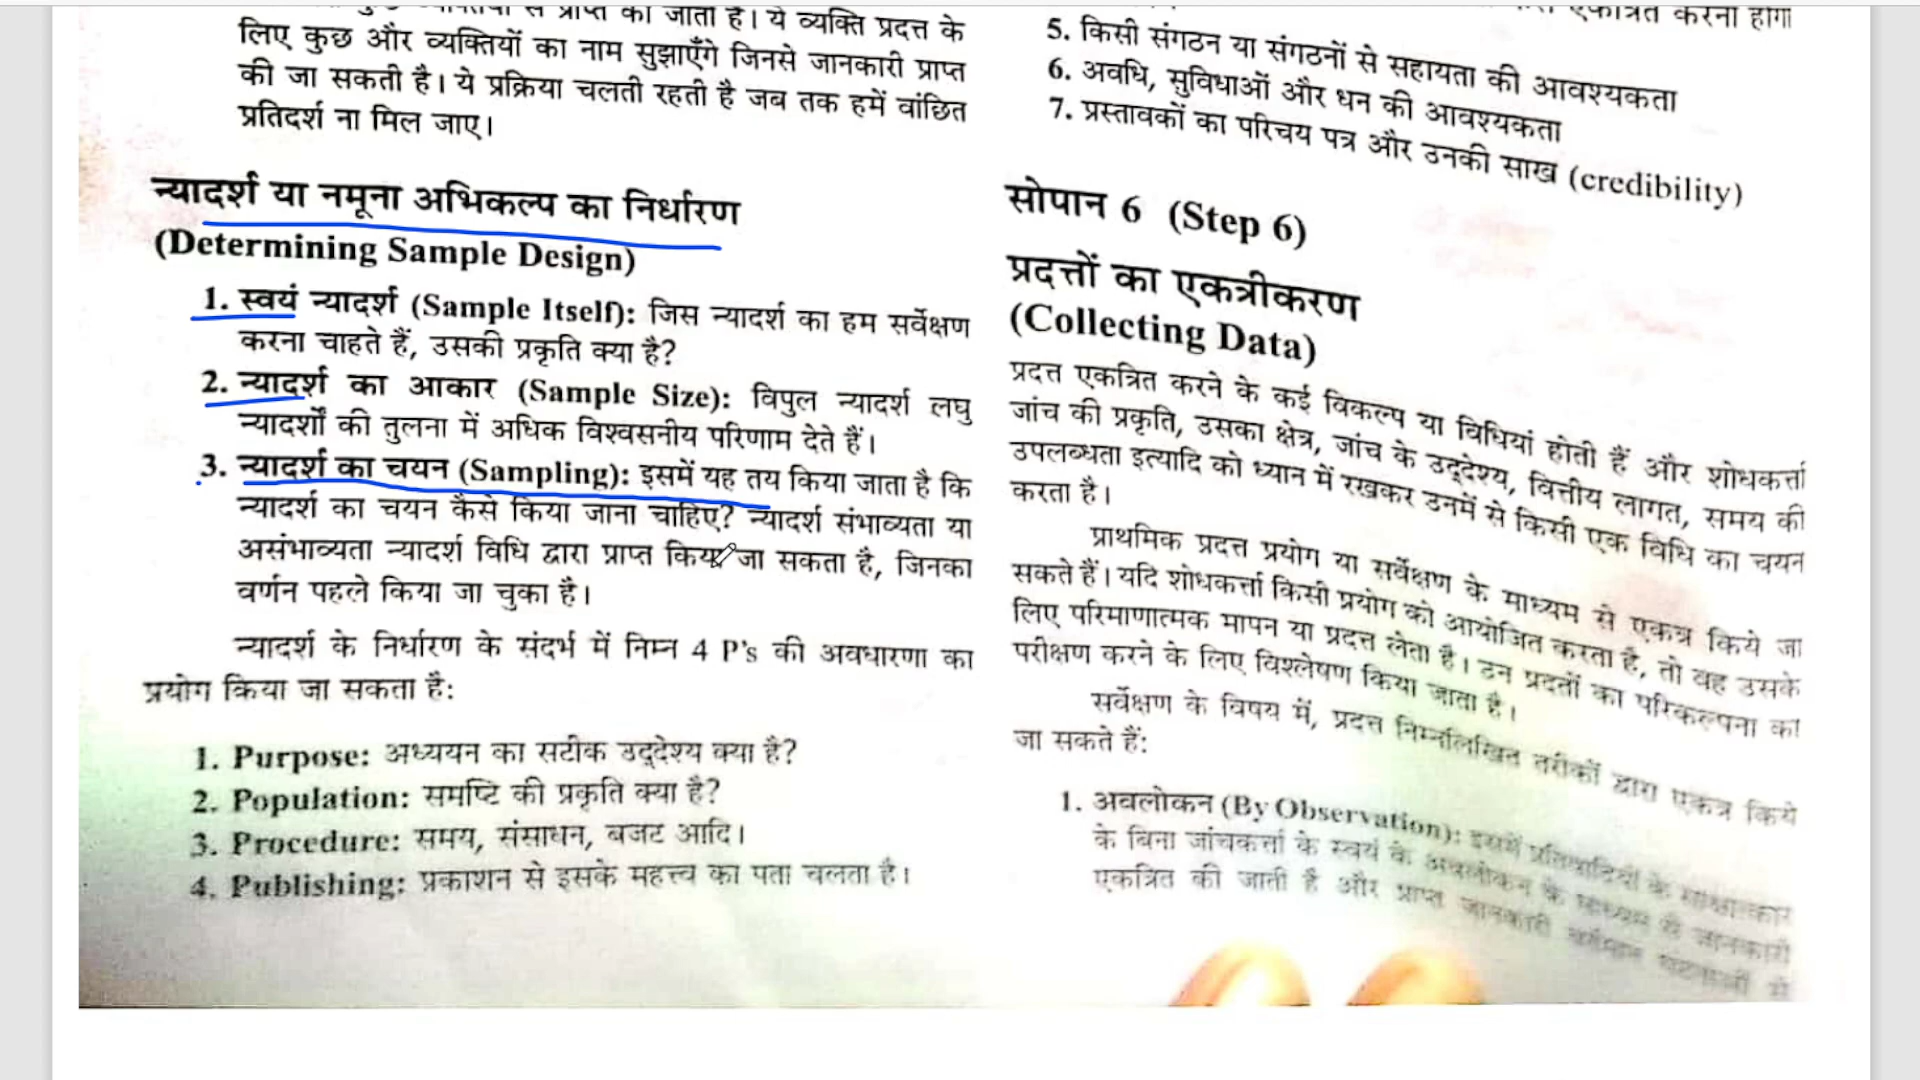 से प्राप्त की जाती है। ये व्यक्ति प्रदत्त के
लिए कुछ और व्यक्तियों का नाम सुझाएँगे जिनसे जानकारी प्राप्त
की जा सकती है। ये प्रक्रिया चलती रहती है जब तक हमें वांछित
प्रतिदर्श ना मिल जाए।
न्यादर्श या नमूना अभिकल्प का निर्धारण
(Determining Sample Design)
1. स्वयं न्यादर्श (Sample Itself): जिस न्यादर्श का हम सर्वेक्षण
करना चाहते हैं, उसकी प्रकृति क्या है?
2. न्यादर्श का आकार (Sample Size): विपुल न्यादर्श लघु
न्यादर्शों की तुलना में अधिक विश्वसनीय परिणाम देते हैं।
3. न्यादर्श का चयन (Sampling): इसमें यह तय किया जाता है कि
न्यादर्श का चयन कैसे किया जाना चाहिए? न्यादर्श संभाव्यता या
असंभाव्यता न्यादर्श विधि द्वारा प्राप्त किया जा सकता है, जिनका
वर्णन पहले किया जा चुका है।
न्यादर्श के निर्धारण के संदर्भ में निम्न 4 P's की अवधारणा का
प्रयोग किया जा सकता है:
1. Purpose: अध्ययन का सटीक उद्देश्य क्या है?
2. Population: समष्टि की प्रकृति क्या है?
3. Procedure: समय, संसाधन, बजट आदि।
4. Publishing: प्रकाशन से इसके महत्त्व का पता चलता है।
एकत्रित करना होगा
5. किसी संगठन या संगठनों से सहायता की आवश्यकता
6. अवधि, सुविधाओं और धन की आवश्यकता
7. प्रस्तावकों का परिचय पत्र और उनकी साख (credibility)
सोपान 6 (Step 6)
प्रदत्तों का एकत्रीकरण
(Collecting Data)
प्रदत्त एकत्रित करने के कई विकल्प या विधियां होती हैं और शोधकर्त्ता
जांच की प्रकृति, उसका क्षेत्र, जांच के उद्देश्य, वित्तीय लागत, समय की
उपलब्धता इत्यादि को ध्यान में रखकर उनमें से किसी एक विधि का चयन
करता है।
प्राथमिक प्रदत्त प्रयोग या सर्वेक्षण के माध्यम से एकत्र किये जा
सकते हैं। यदि शोधकर्त्ता किसी प्रयोग को आयोजित करता है, तो वह उसके
लिए परिमाणात्मक मापन या प्रदत्त लेता है। उन प्रदत्तों का परिकल्पना का
परीक्षण करने के लिए विश्लेषण किया जाता है।
सर्वेक्षण के विषय में, प्रदत्त निम्नलिखित तरीकों द्वारा एकत्र किये
जा सकते हैं:
1. अवलोकन (By Observation): इसमें प्रतिवादियों के साक्षात्कार
के बिना जांचकर्त्ता के स्वयं के अवलोकन के माध्यम से जानकारी
एकत्रित की जाती है और प्राप्त जानकारी वर्तमान घटनाओं से